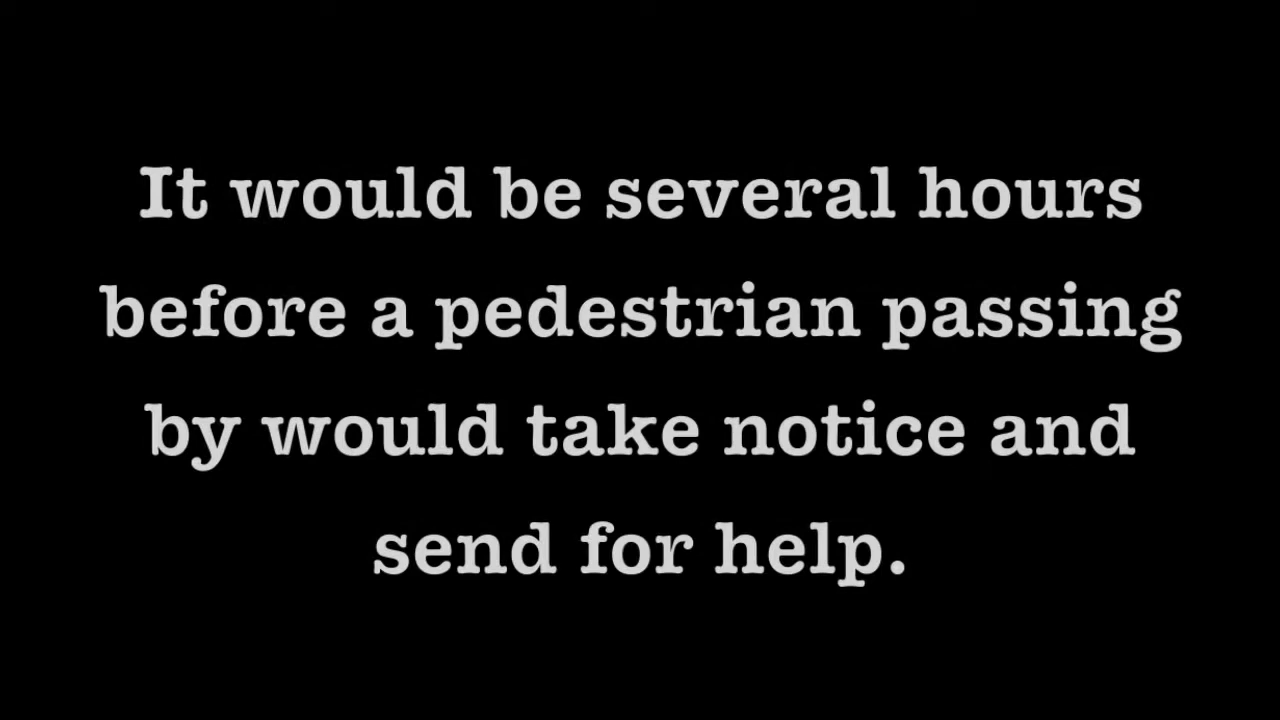 It would be several hours
before a pedestrian passing
by would take notice and
send for help.